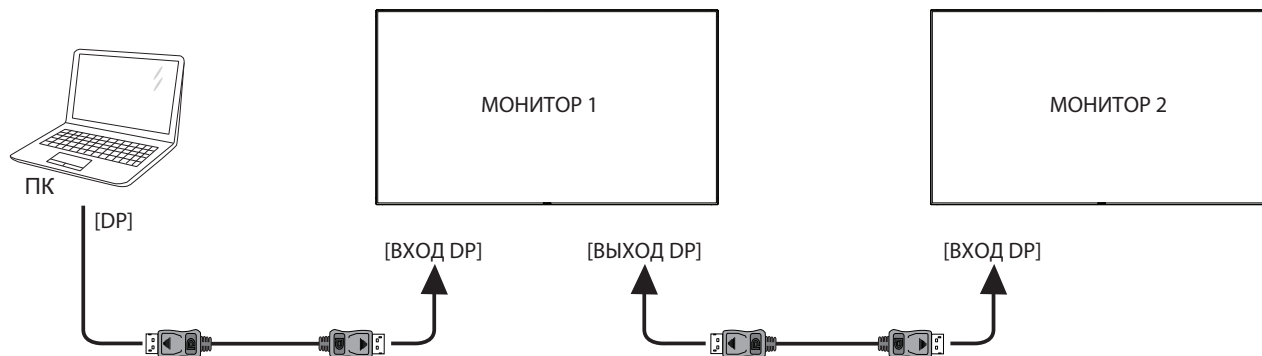 МОНИТОР 1
МОНИТОР 2
ПК
[DP]
[ВХОД DP]
[ВЫХОД DP]
[ВХОД DP]